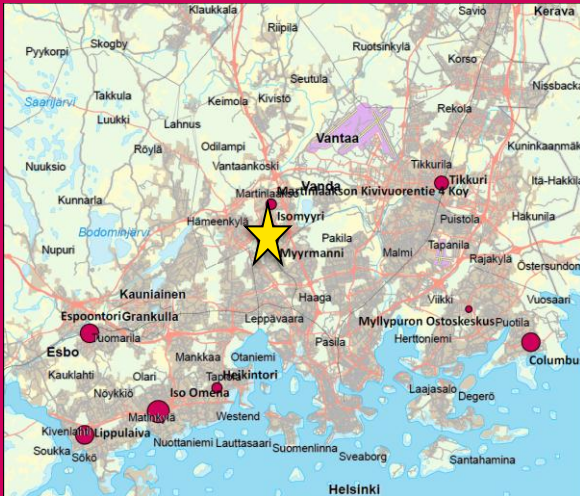 Klaukkala
Savio
Kerava
Skogby
Riipilä
Pyykorpi
Ruotsinkylä
Korso
Seutula
Nissbacka
Takkula
Keimola
Kivistö
Saarijärvi
Luukki
Lahnus
Rekola
Odilampi
Vantaa
Röylä
Kuninkaanmäki
Vantaankoski
Nuuksio
Tikkurila
Tikkuri
Itä-Hakkila
Martinlaakso
Vanda
Martinlaakson Kivivuorentie 4 Koy
Kunnarla
Isomyyri
Puistola
Hakunila
Hämeenkylä
Bodominjärvi
Pakila
Tapanila
Nupuri
Myyrmanni
Malmi
Rajakylä
Östersundom
Kauniainen
Haaga
Viikki
Vuosaari
Espoontori
Grankulla
Leppävaara
Myllypuron Ostoskeskus
Puotila
Tuomarila
Pasila
Herttoniemi
Esbo
Mankkaa
Otaniemi
Columbu
Kauklahti
Olari
Tapiola
Heikintori
Laajasalo
Nöykkiö
Iso Omena
Degerö
Kivenlahti
Lippulaiva
Matinkylä
Westend
Soukka
Nuottaniemi
Lauttasaari
Suomenlinna
Sökö
Sveaborg
Santahamina
Helsinki